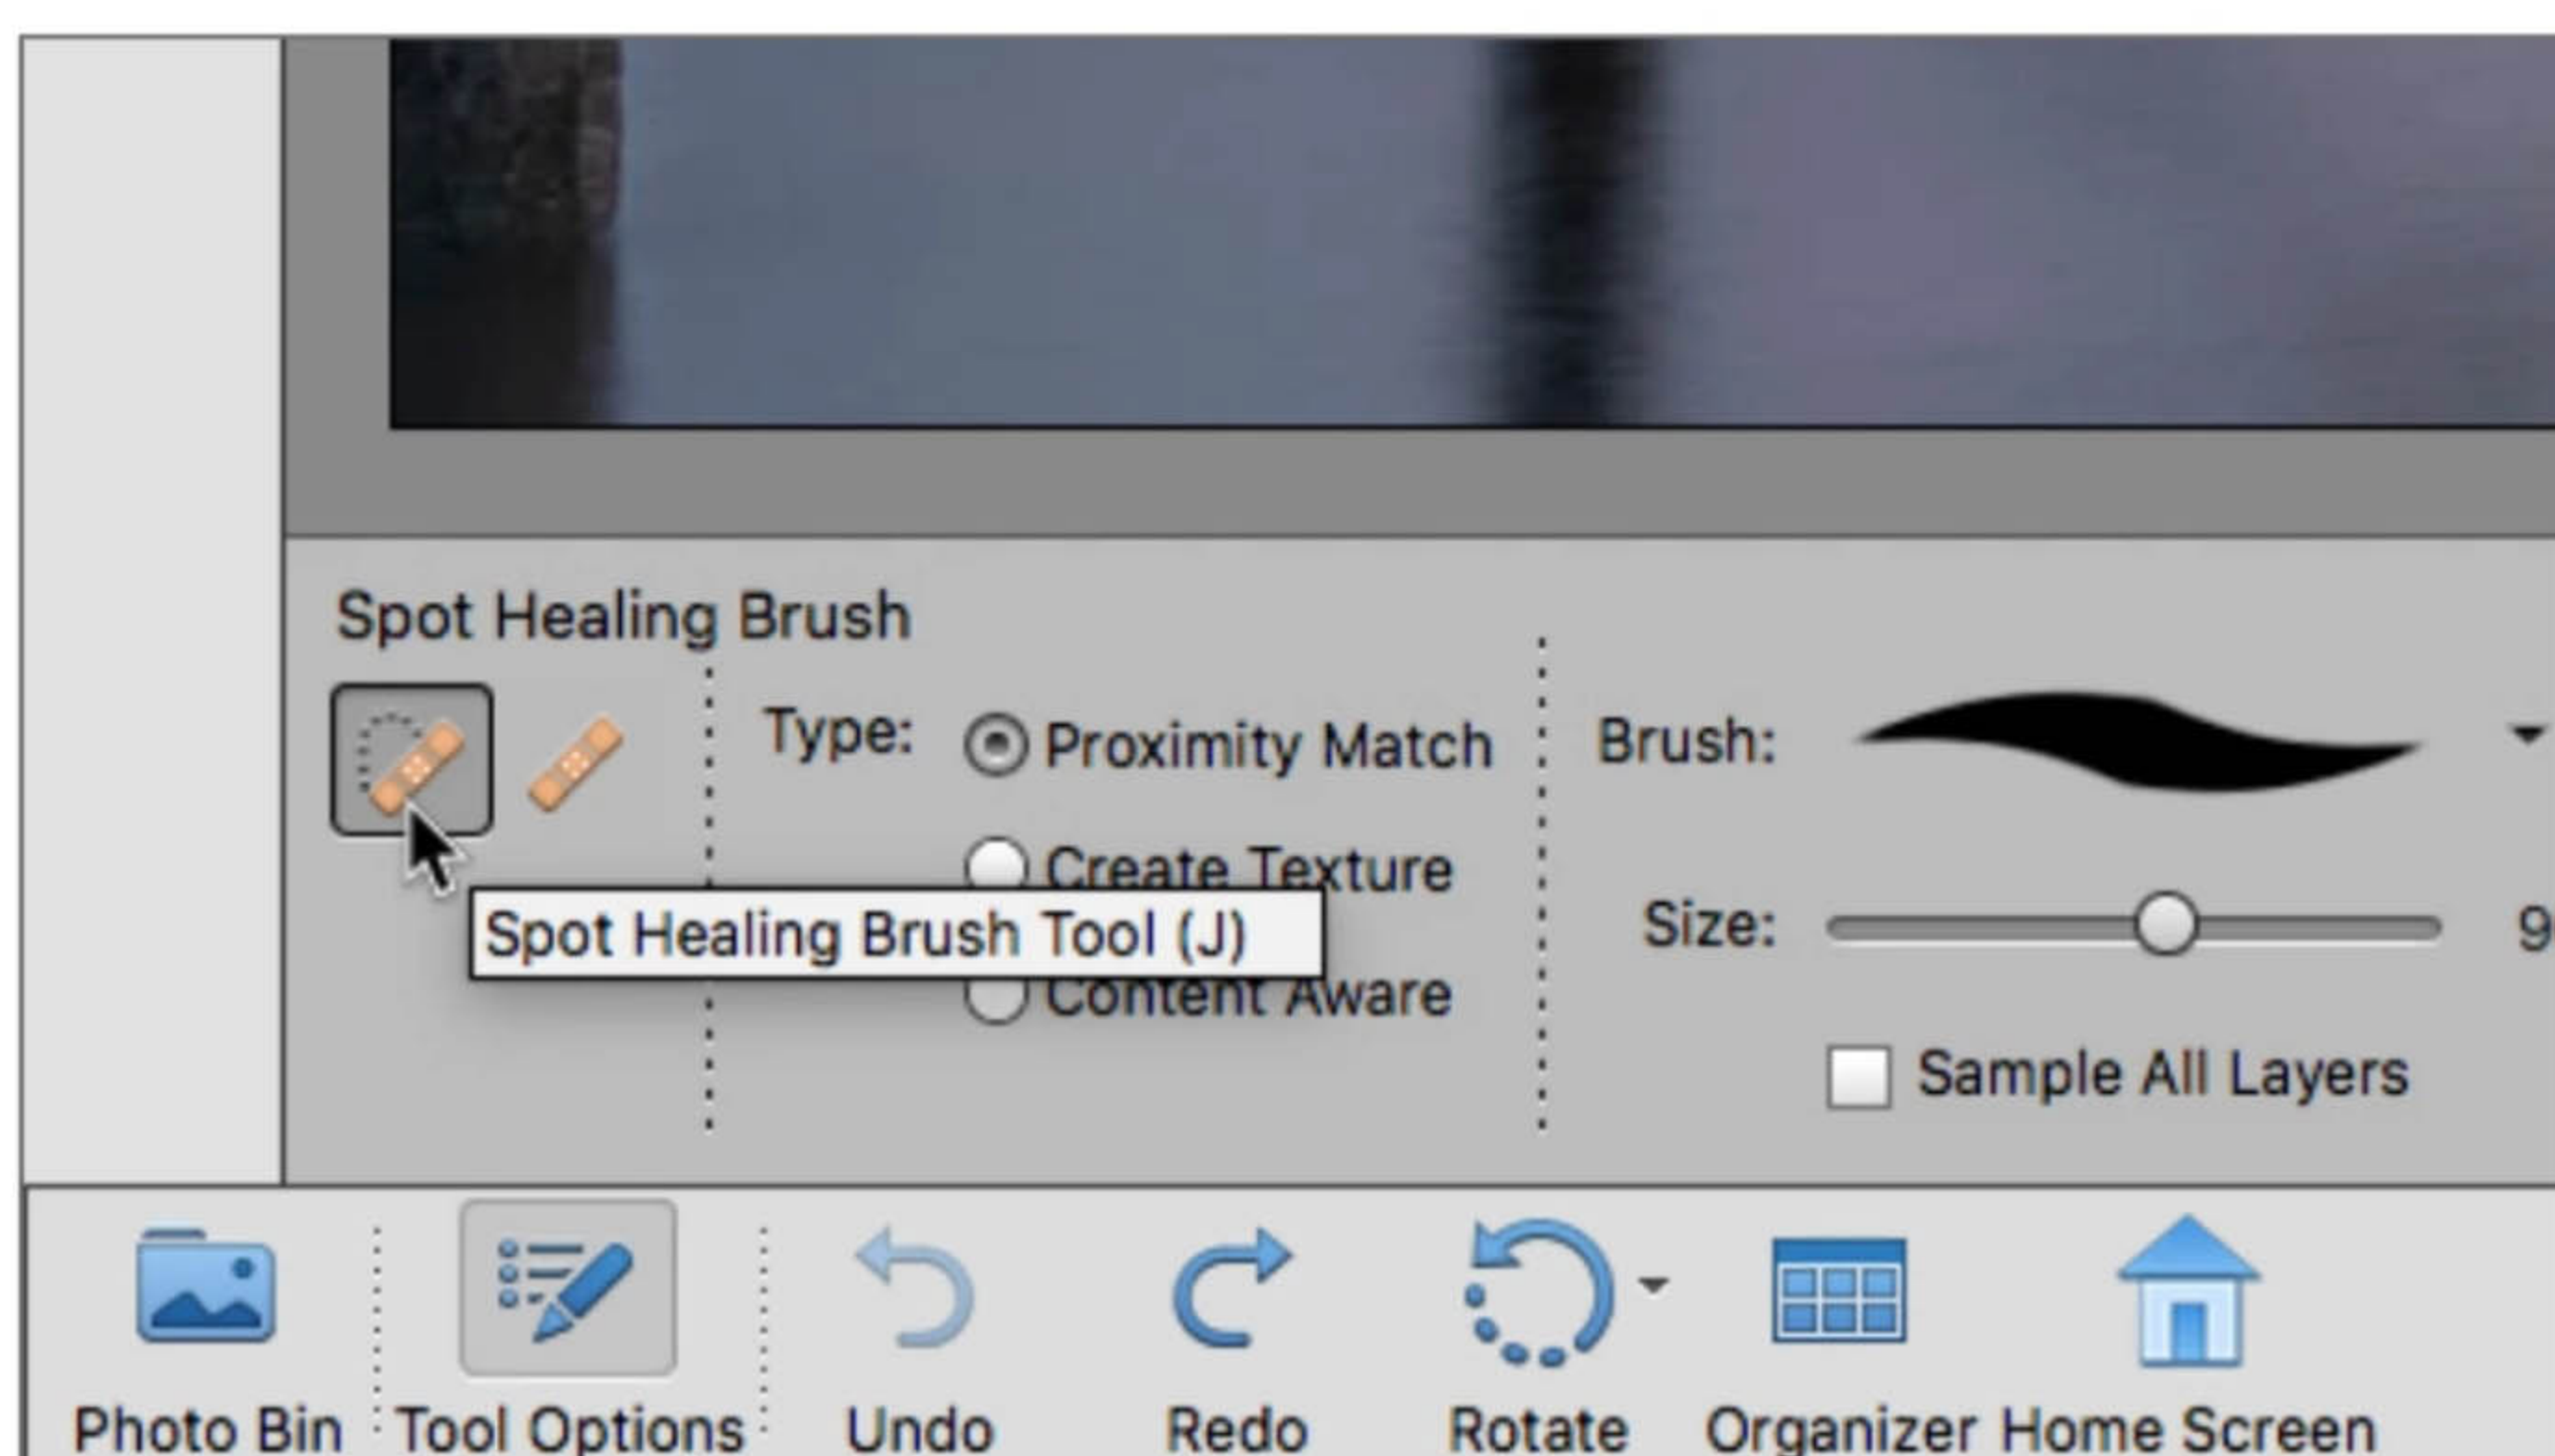 Spot Healing Brush
Type:
Proximity Match
Create Texture
Content Aware
Spot Healing Brush Tool (J)
Brush:
Size:
Sample All Layers
Photo Bin
Tool Options
Undo
Redo
Rotate
Organizer
Home Screen